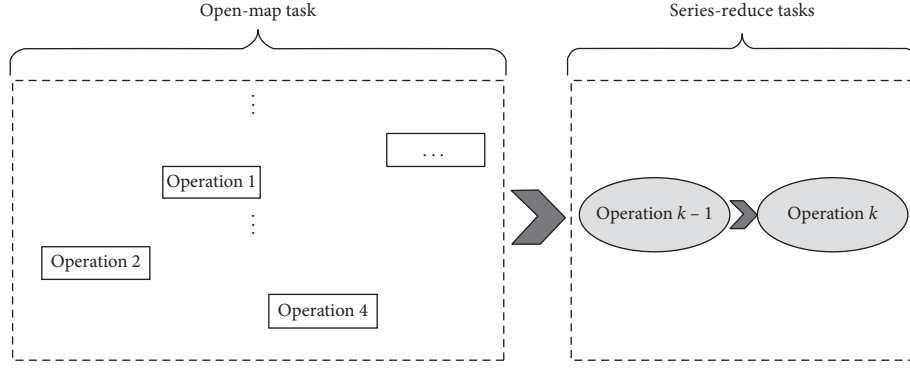 Open-map task
Series-reduce tasks
⋮
...
Operation 1
⋮
Operation 2
Operation 4
Operation k – 1
Operation k